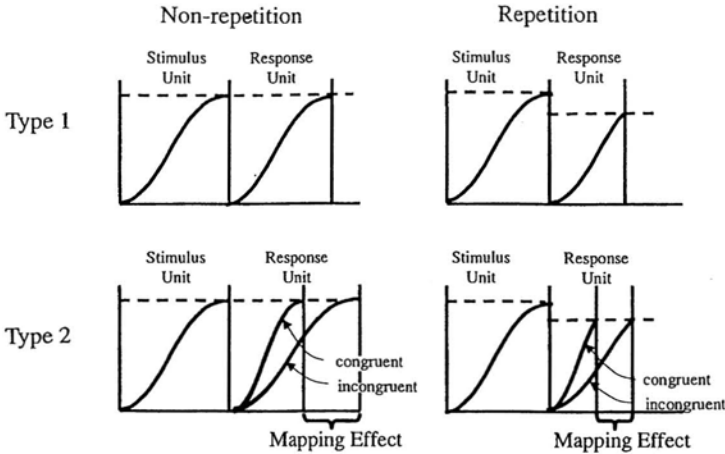 Non-repetition
Repetition
Stimulus
Unit
Response
Unit
Stimulus
Unit
Response
Unit
Type 1
Stimulus
Unit
Response
Unit
Stimulus
Unit
Response
Unit
Type 2
congruent
incongruent
congruent
incongruent
Mapping Effect
Mapping Effect